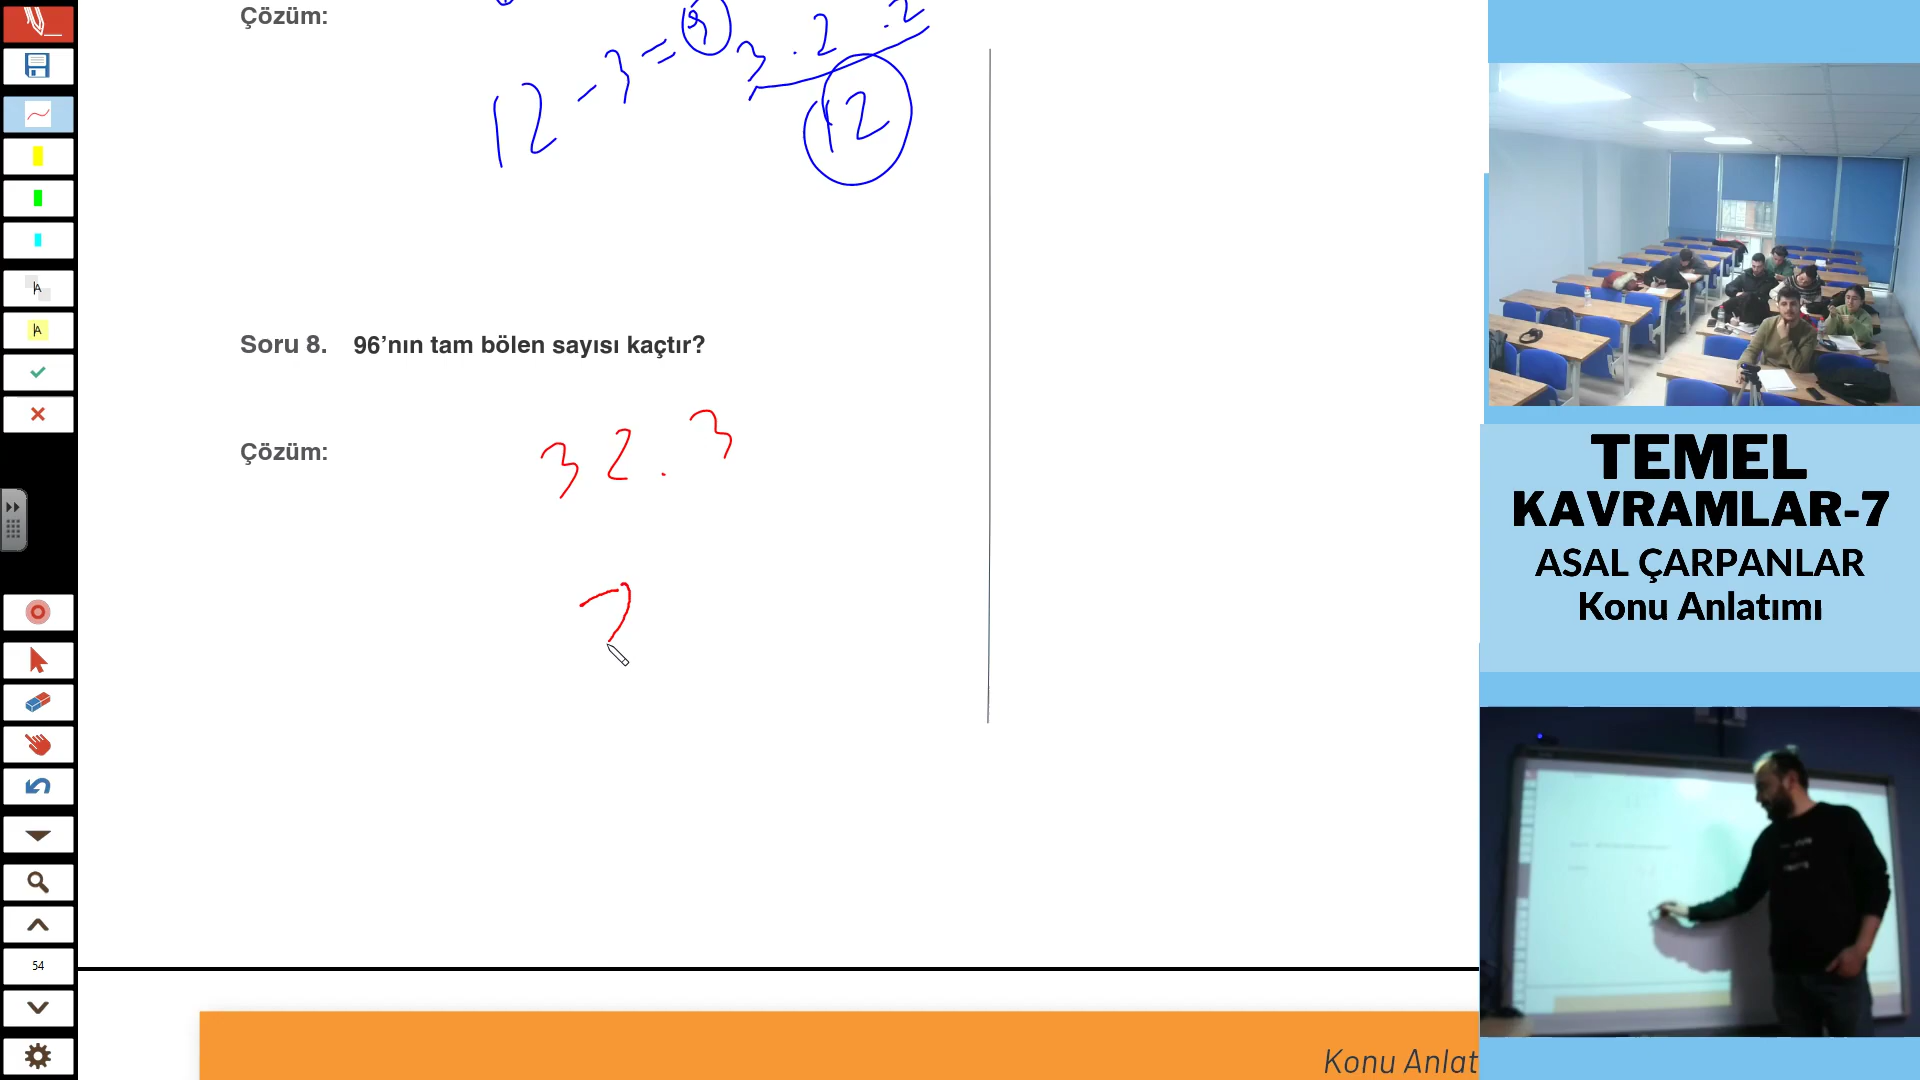 Çözüm:
12 - 3 = 9
3 . 2 . 2
12
Soru 8. 96’nın tam bölen sayısı kaçtır?
Çözüm:
32 . 3
54
Konu Anlat
TEMEL
KAVRAMLAR-7
ASAL ÇARPANLAR
Konu Anlatımı